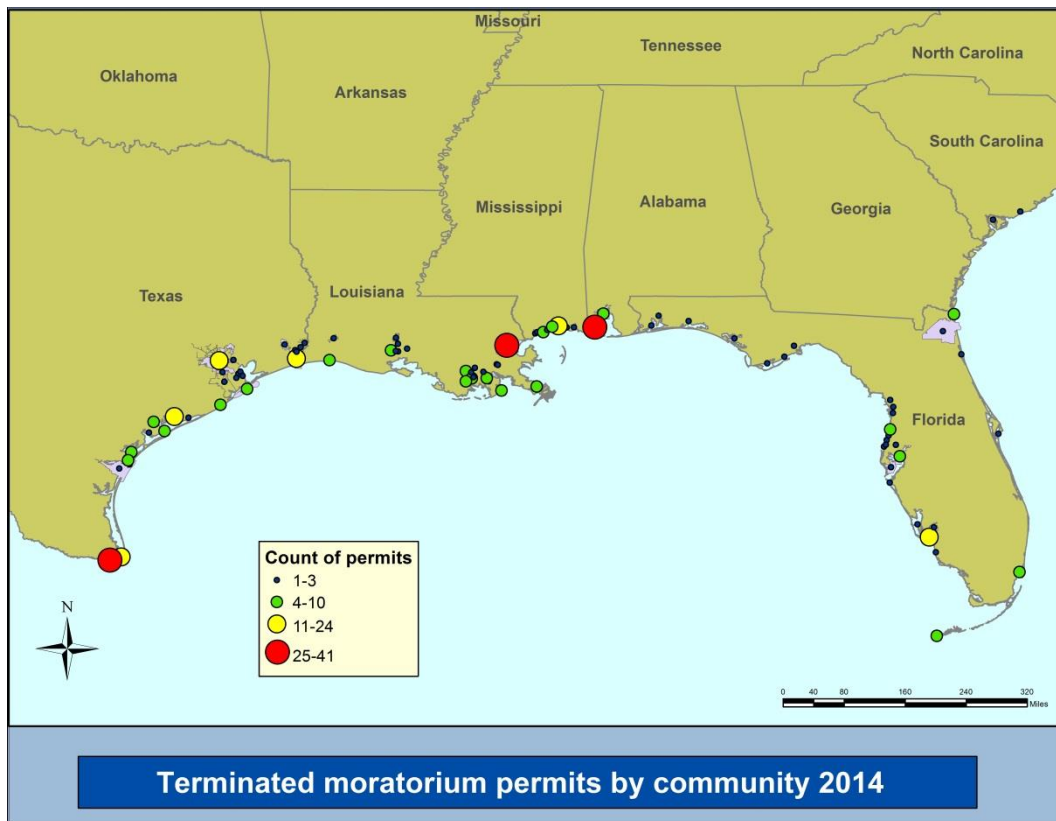 Missouri
Tennessee
North Carolina
Oklahoma
Arkansas
South Carolina
Mississippi
Alabama
Georgia
Texas
Louisiana
Florida
Count of permits
1-3
4-10
11-24
25-41
N
0 40 80 160 240 320
Miles
Terminated moratorium permits by community 2014